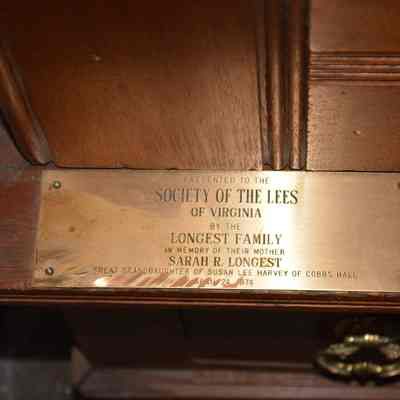 PRESENTED TO THE
SOCIETY OF THE LEES
OF VIRGINIA
BY THE
LONGEST FAMILY
IN MEMORY OF THEIR MOTHER
SARAH R. LONGEST
GREAT GRANDDAUGHTER OF SUSAN LEE HARVEY OF COBBS HALL